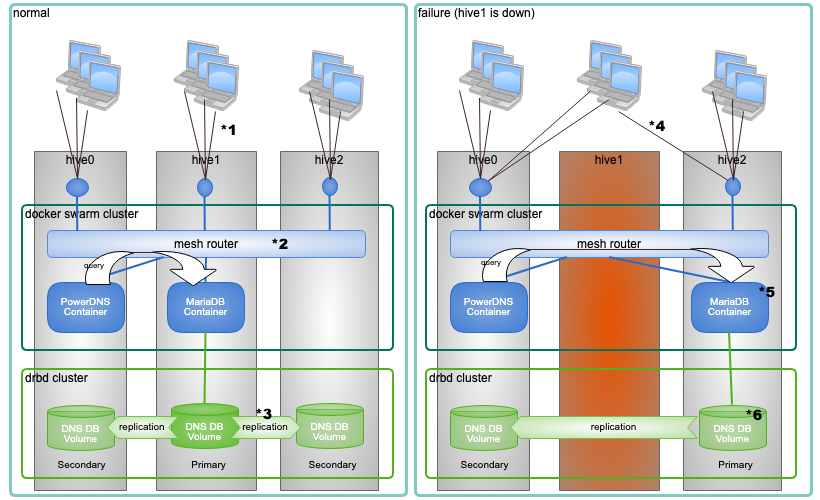 normal
*1
hive0
hive1
hive2
docker swarm cluster
mesh router
*2
query
PowerDNS
Container
MariaDB
Container
drbd cluster
*3
DNS DB
Volume
replication
DNS DB
Volume
replication
DNS DB
Volume
Secondary
Primary
Secondary
failure (hive1 is down)
*4
hive0
hive1
hive2
docker swarm cluster
mesh router
query
PowerDNS
Container
MariaDB
Container
*5
drbd cluster
*6
DNS DB
Volume
replication
DNS DB
Volume
Secondary
Primary